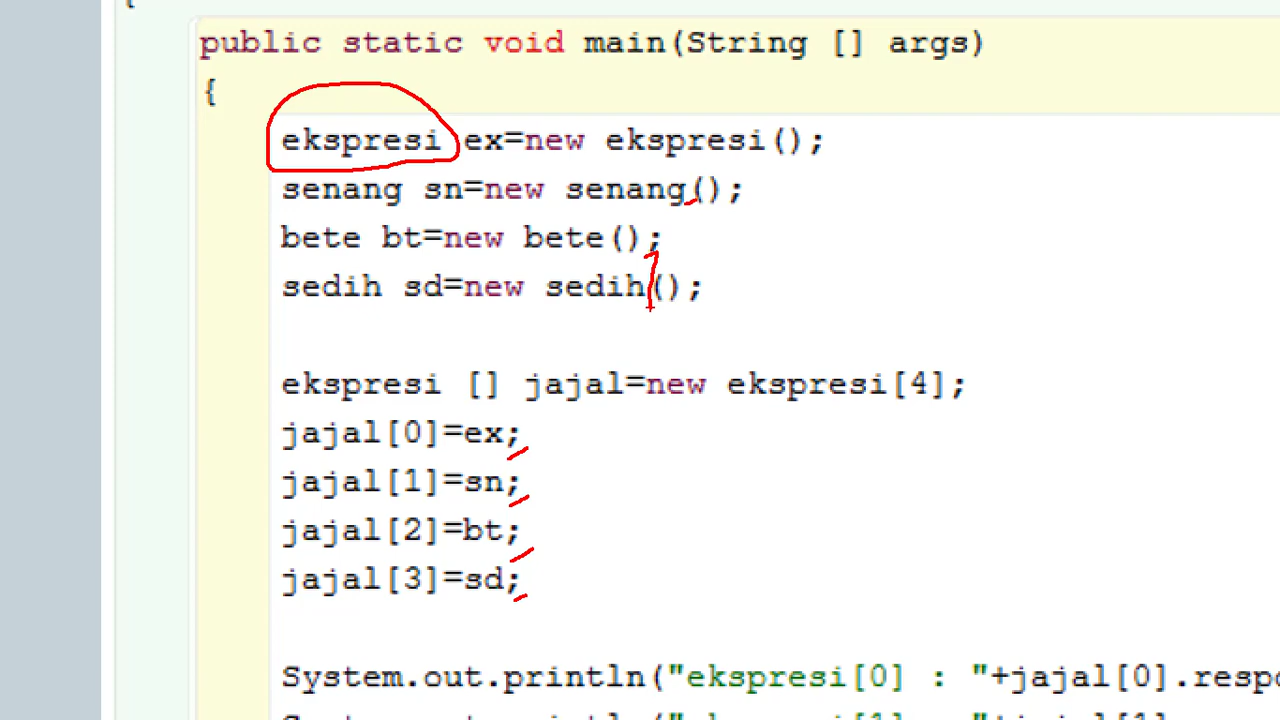 public static void main(String [] args)
{
ekspresi ex=new ekspresi();
senang sn=new senang();
bete bt=new bete();
sedih sd=new sedih();
ekspresi [] jajal=new ekspresi[4];
jajal[0]=ex;
jajal[1]=sn;
jajal[2]=bt;
jajal[3]=sd;
System.out.println("ekspresi[0] : "+jajal[0].respo